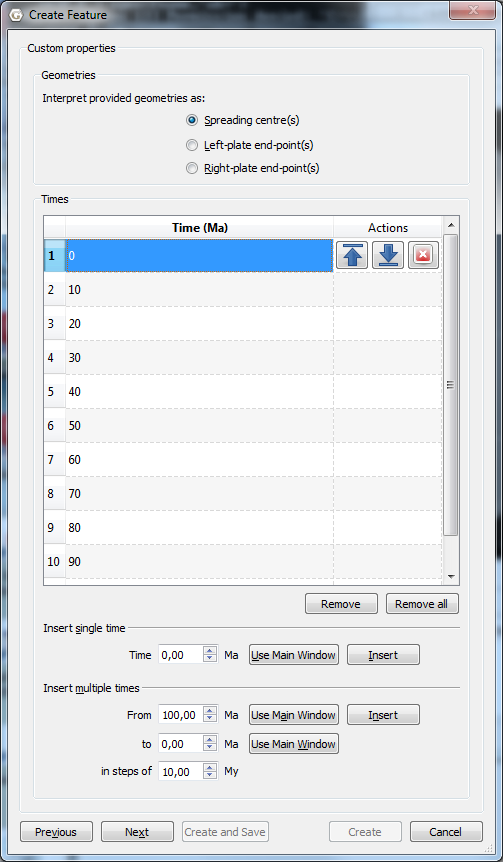 Create Feature
Custom properties
Geometries
Interpret provided geometries as:
Spreading centre(s)
Left-plate end-point(s)
Right-plate end-point(s)
Times
Time (Ma) Actions
1 0
2 10
3 20
4 30
5 40
6 50
7 60
8 70
9 80
10 90
Remove Remove all
Insert single time
Time 0,00 Ma Use Main Window Insert
Insert multiple times
From 100,00 Ma Use Main Window Insert
to 0,00 Ma Use Main Window
in steps of 10,00 My
Previous Next Create and Save Create Cancel